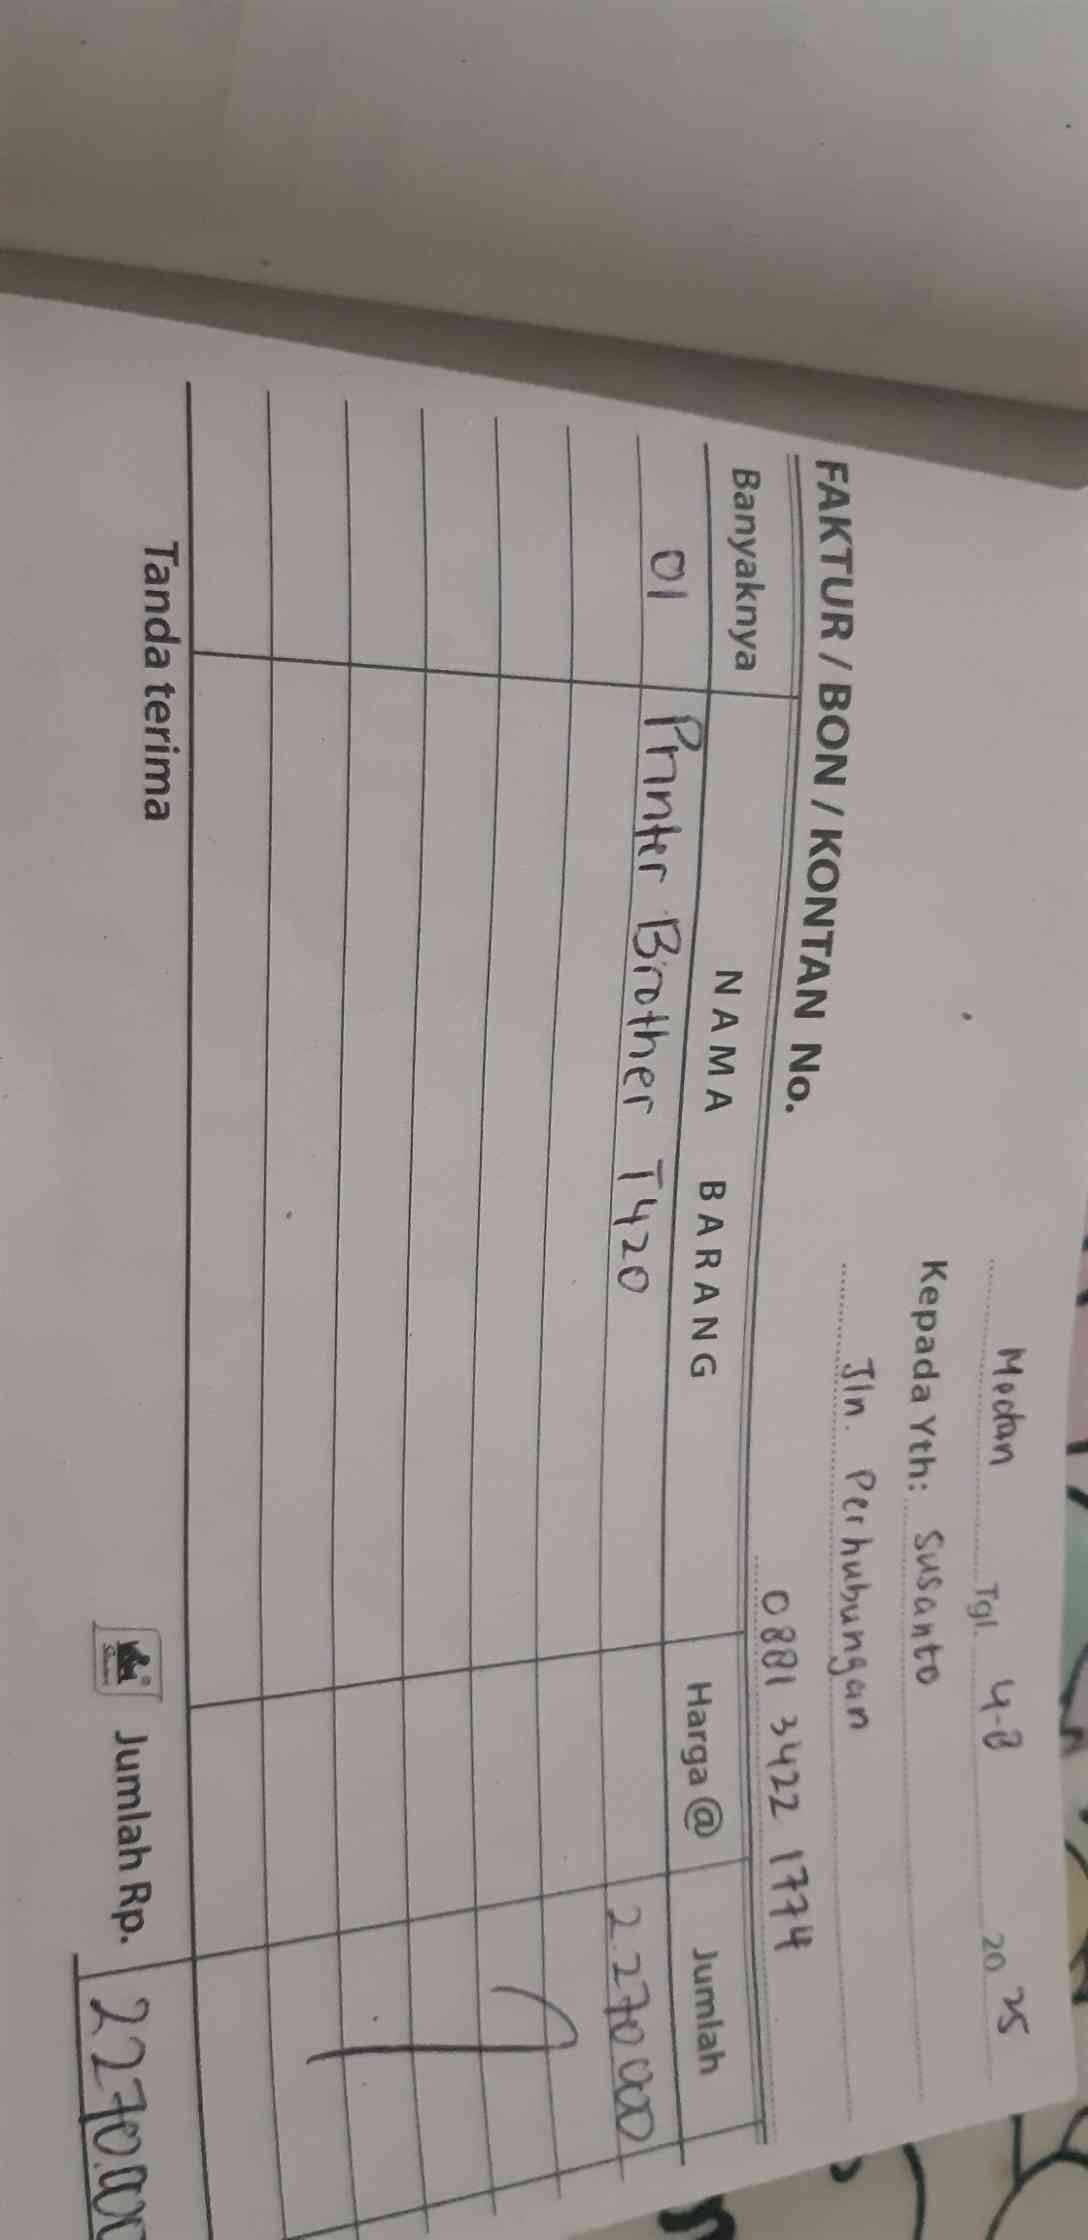 Medan Tgl. 4-8 20 25
Kepada Yth: Susanto
Jln. Perhubungan
0881 3422 1774
FAKTUR / BON / KONTAN No.
Banyaknya NAMA BARANG Harga @ Jumlah
01 Printer Brother T420 2.270.000
Tanda terima Jumlah Rp. 2.270.000